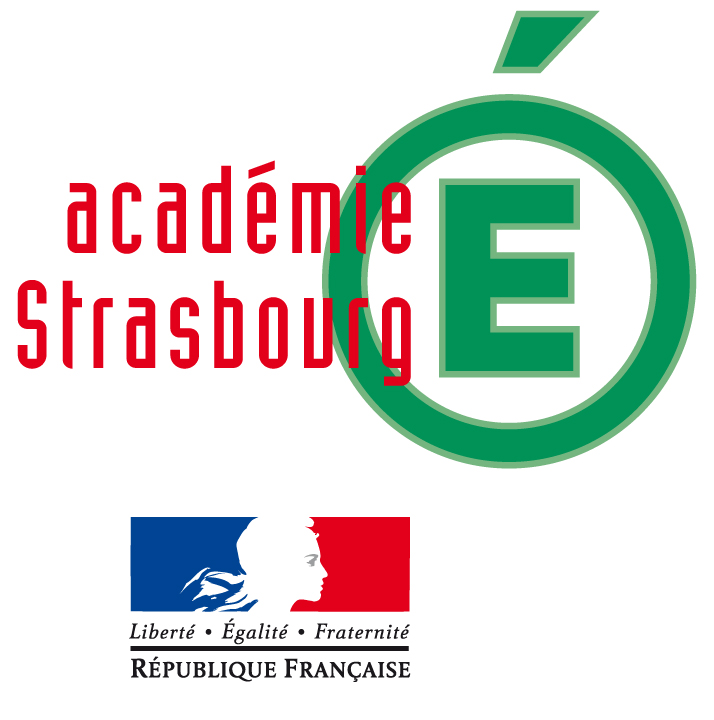 académie
Strasbourg
É
Liberté • Égalité • Fraternité
RÉPUBLIQUE FRANÇAISE